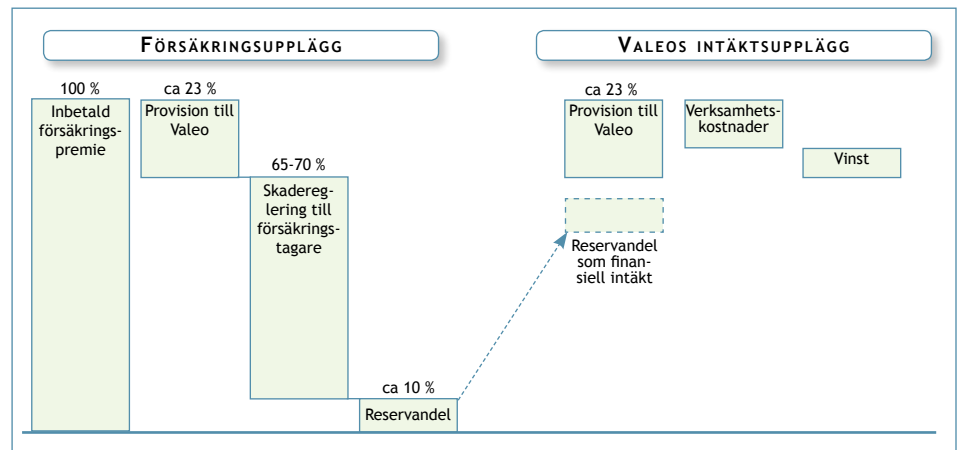 FÖRSÄKRINGSUPPLÄGG
100 %
Inbetald
försäkrings-
premie
ca 23 %
Provision till
Valeo
65-70 %
Skadereg-
lering till
försäkrings-
tagare
ca 10 %
Reservandel
VALEOS INTÄKTSUPPLÄGG
ca 23 %
Provision till
Valeo
Verksamhets-
kostnader
Vinst
Reservandel
som finan-
siell intäkt